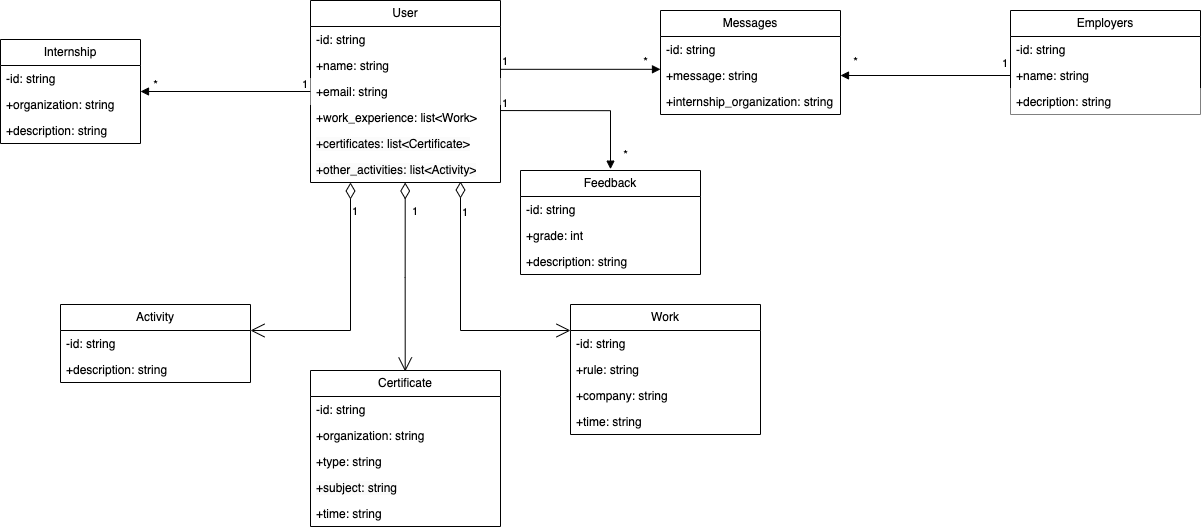 User
-id: string
+name: string
+email: string
+work_experience: list<Work>
+certificates: list<Certificate>
+other_activities: list<Activity>
Messages
-id: string
+message: string
+internship_organization: string
Employers
-id: string
+name: string
+decription: string
Internship
-id: string
+organization: string
+description: string
*
1
1
*
*
1
1
*
Feedback
-id: string
+grade: int
+description: string
1
1
1
Activity
-id: string
+description: string
Work
-id: string
+rule: string
+company: string
+time: string
Certificate
-id: string
+organization: string
+type: string
+subject: string
+time: string